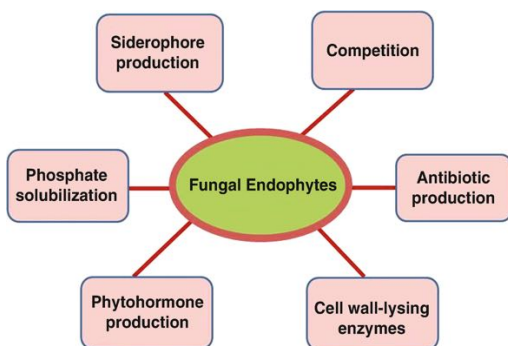 Siderophore
production
Competition
Phosphate
solubilization
Fungal Endophytes
Antibiotic
production
Phytohormone
production
Cell wall-lysing
enzymes